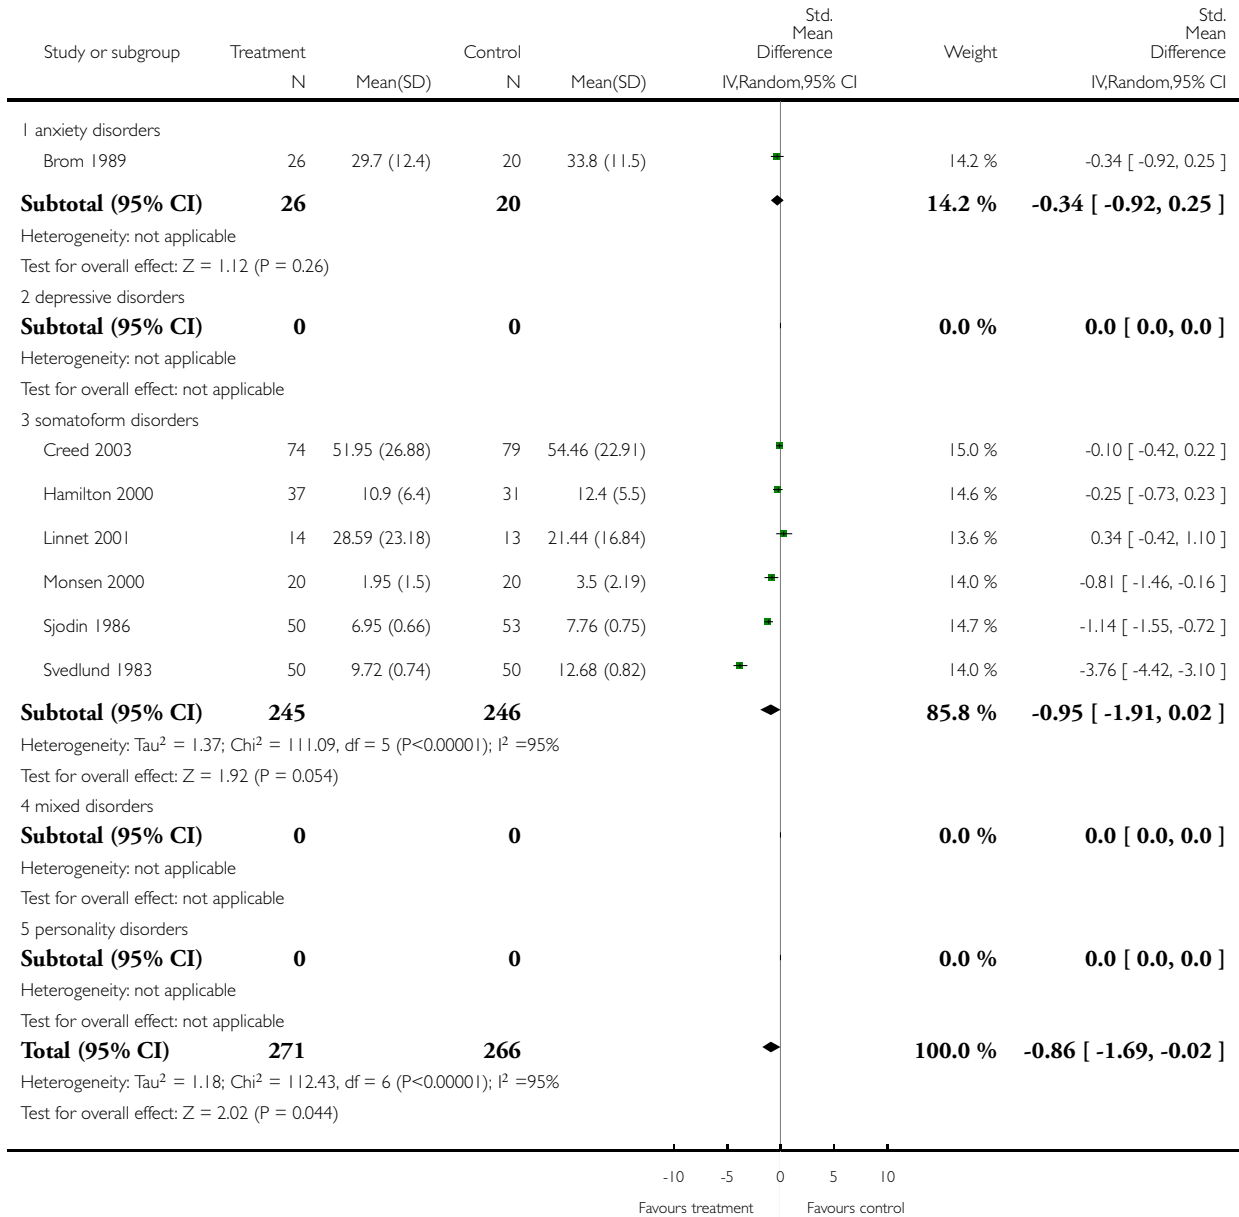 Std. Mean Difference Std. Mean Difference
Study or subgroup Treatment Control Weight
N Mean(SD) N Mean(SD) IV,Random,95% CI IV,Random,95% CI
1 anxiety disorders
Brom 1989 26 29.7 (12.4) 20 33.8 (11.5) 14.2 % -0.34 [ -0.92, 0.25 ]
Subtotal (95% CI) 26 20 14.2 % -0.34 [ -0.92, 0.25 ]
Heterogeneity: not applicable
Test for overall effect: Z = 1.12 (P = 0.26)
2 depressive disorders
Subtotal (95% CI) 0 0 0.0 % 0.0 [ 0.0, 0.0 ]
Heterogeneity: not applicable
Test for overall effect: not applicable
3 somatoform disorders
Creed 2003 74 51.95 (26.88) 79 54.46 (22.91) 15.0 % -0.10 [ -0.42, 0.22 ]
Hamilton 2000 37 10.9 (6.4) 31 12.4 (5.5) 14.6 % -0.25 [ -0.73, 0.23 ]
Linnet 2001 14 28.59 (23.18) 13 21.44 (16.84) 13.6 % 0.34 [ -0.42, 1.10 ]
Monsen 2000 20 1.95 (1.5) 20 3.5 (2.19) 14.0 % -0.81 [ -1.46, -0.16 ]
Sjodin 1986 50 6.95 (0.66) 53 7.76 (0.75) 14.7 % -1.14 [ -1.55, -0.72 ]
Svedlund 1983 50 9.72 (0.74) 50 12.68 (0.82) 14.0 % -3.76 [ -4.42, -3.10 ]
Subtotal (95% CI) 245 246 85.8 % -0.95 [ -1.91, 0.02 ]
Heterogeneity: Tau² = 1.37; Chi² = 111.09, df = 5 (P<0.00001); I² =95%
Test for overall effect: Z = 1.92 (P = 0.054)
4 mixed disorders
Subtotal (95% CI) 0 0 0.0 % 0.0 [ 0.0, 0.0 ]
Heterogeneity: not applicable
Test for overall effect: not applicable
5 personality disorders
Subtotal (95% CI) 0 0 0.0 % 0.0 [ 0.0, 0.0 ]
Heterogeneity: not applicable
Test for overall effect: not applicable
Total (95% CI) 271 266 100.0 % -0.86 [ -1.69, -0.02 ]
Heterogeneity: Tau² = 1.18; Chi² = 112.43, df = 6 (P<0.00001); I² =95%
Test for overall effect: Z = 2.02 (P = 0.044)
-10 -5 0 5 10
Favours treatment Favours control